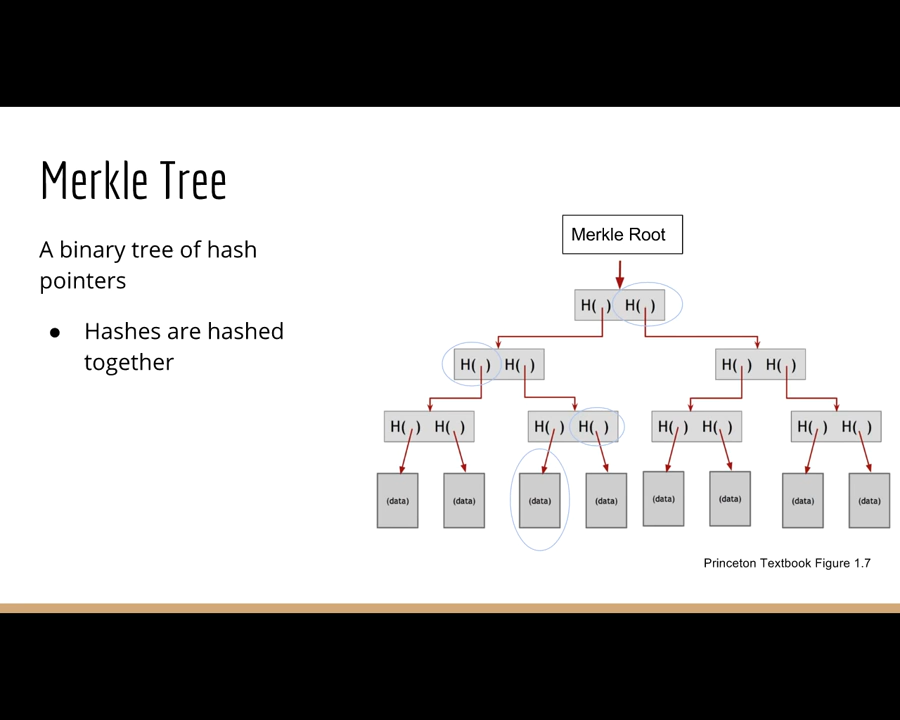 Merkle Tree
A binary tree of hash
pointers
● Hashes are hashed
together
Merkle Root
H( ) H( )
H( ) H( )
H( ) H( )
H( ) H( )
H( ) H( )
H( ) H( )
H( ) H( )
(data)
(data)
(data)
(data)
(data)
(data)
(data)
(data)
Princeton Textbook Figure 1.7